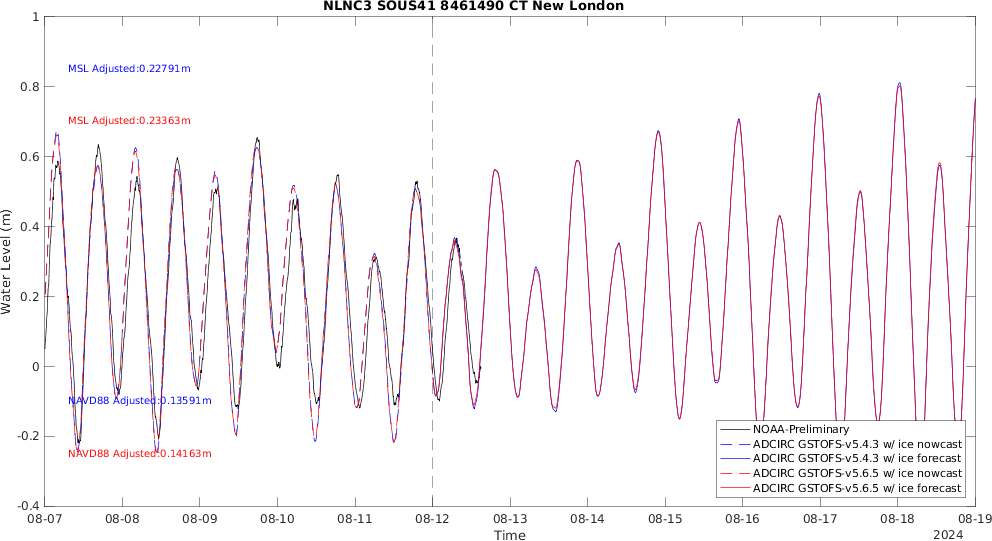 NLNC3 SOUS41 8461490 CT New London
1
0.8
0.6
0.4
0.2
0
-0.2
-0.4
Water Level (m)
MSL Adjusted:0.22791m
MSL Adjusted:0.23363m
NAVD88 Adjusted:0.13591m
NAVD88 Adjusted:0.14163m
NOAA-Preliminary
ADCIRC GSTOFS-v5.4.3 w/ ice nowcast
ADCIRC GSTOFS-v5.4.3 w/ ice forecast
ADCIRC GSTOFS-v5.6.5 w/ ice nowcast
ADCIRC GSTOFS-v5.6.5 w/ ice forecast
08-07 08-08 08-09 08-10 08-11 08-12 08-13 08-14 08-15 08-16 08-17 08-18 08-19
Time
2024